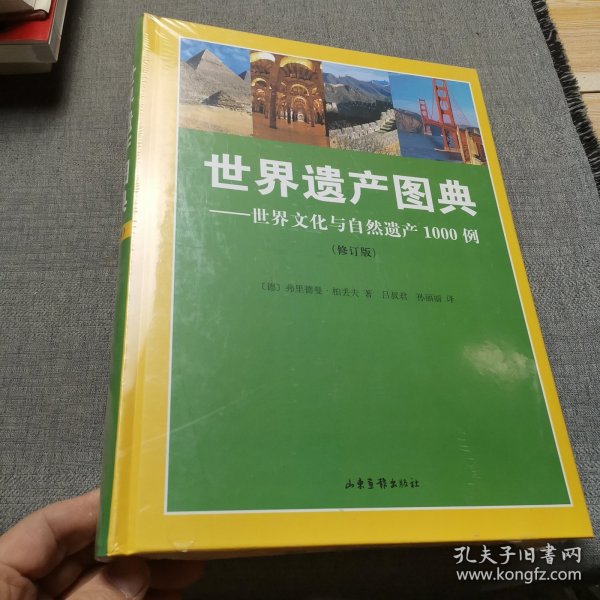 世界遗产图典
——世界文化与自然遗产1000例
(修订版)
〔德〕弗里德曼·柏丢夫 著 吕叔君 孙丽丽 译
山东画报出版社
典
孔夫子旧书网
www.kongfz.com